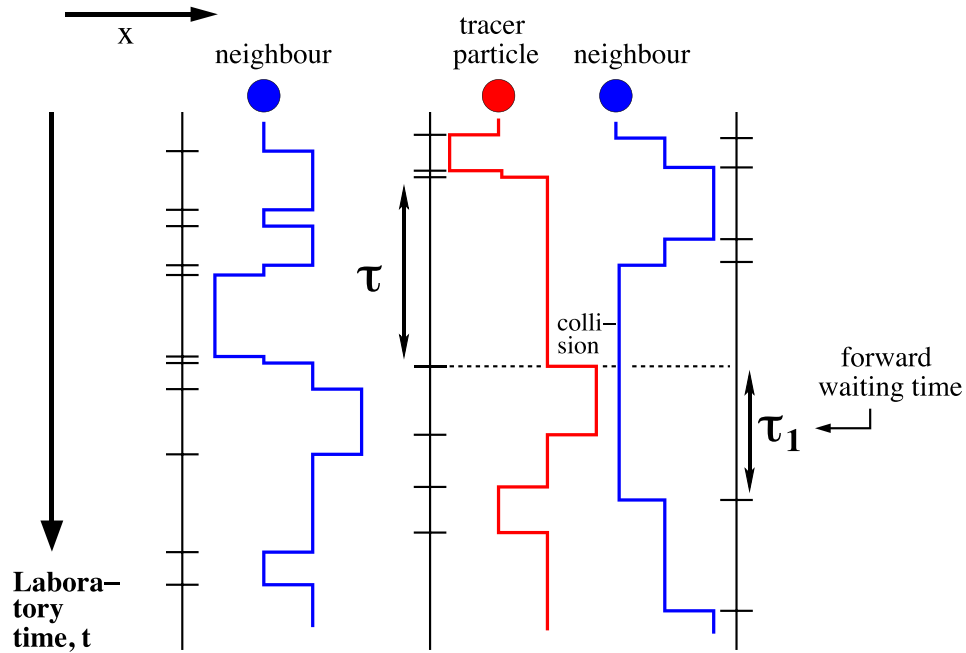 x
neighbour
tracer
particle
neighbour
τ
colli–
sion
forward
waiting time
τ1
Labora–
tory
time, t